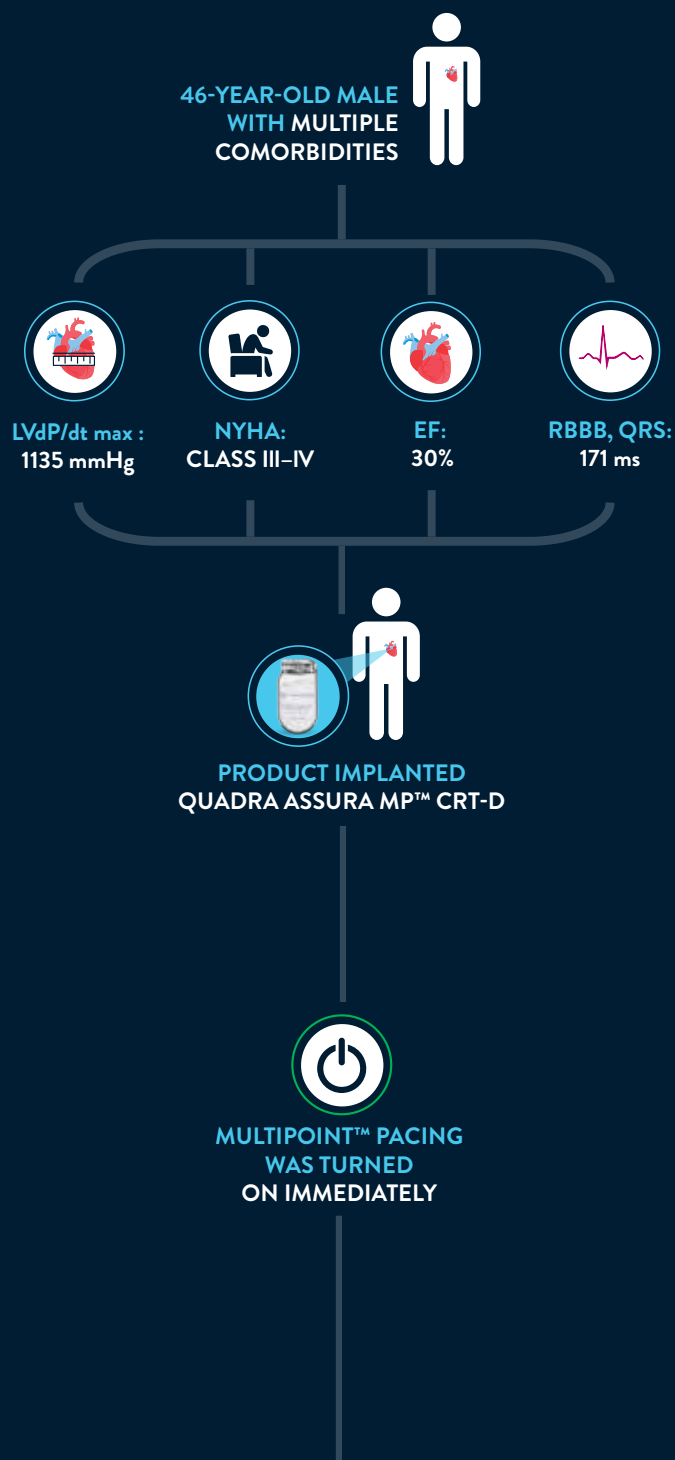 46-YEAR-OLD MALE
WITH MULTIPLE
COMORBIDITIES
LVdP/dt max :
1135 mmHg
NYHA:
CLASS III–IV
EF:
30%
RBBB, QRS:
171 ms
PRODUCT IMPLANTED
QUADRA ASSURA MP™ CRT-D
MULTIPOINT™ PACING
WAS TURNED
ON IMMEDIATELY